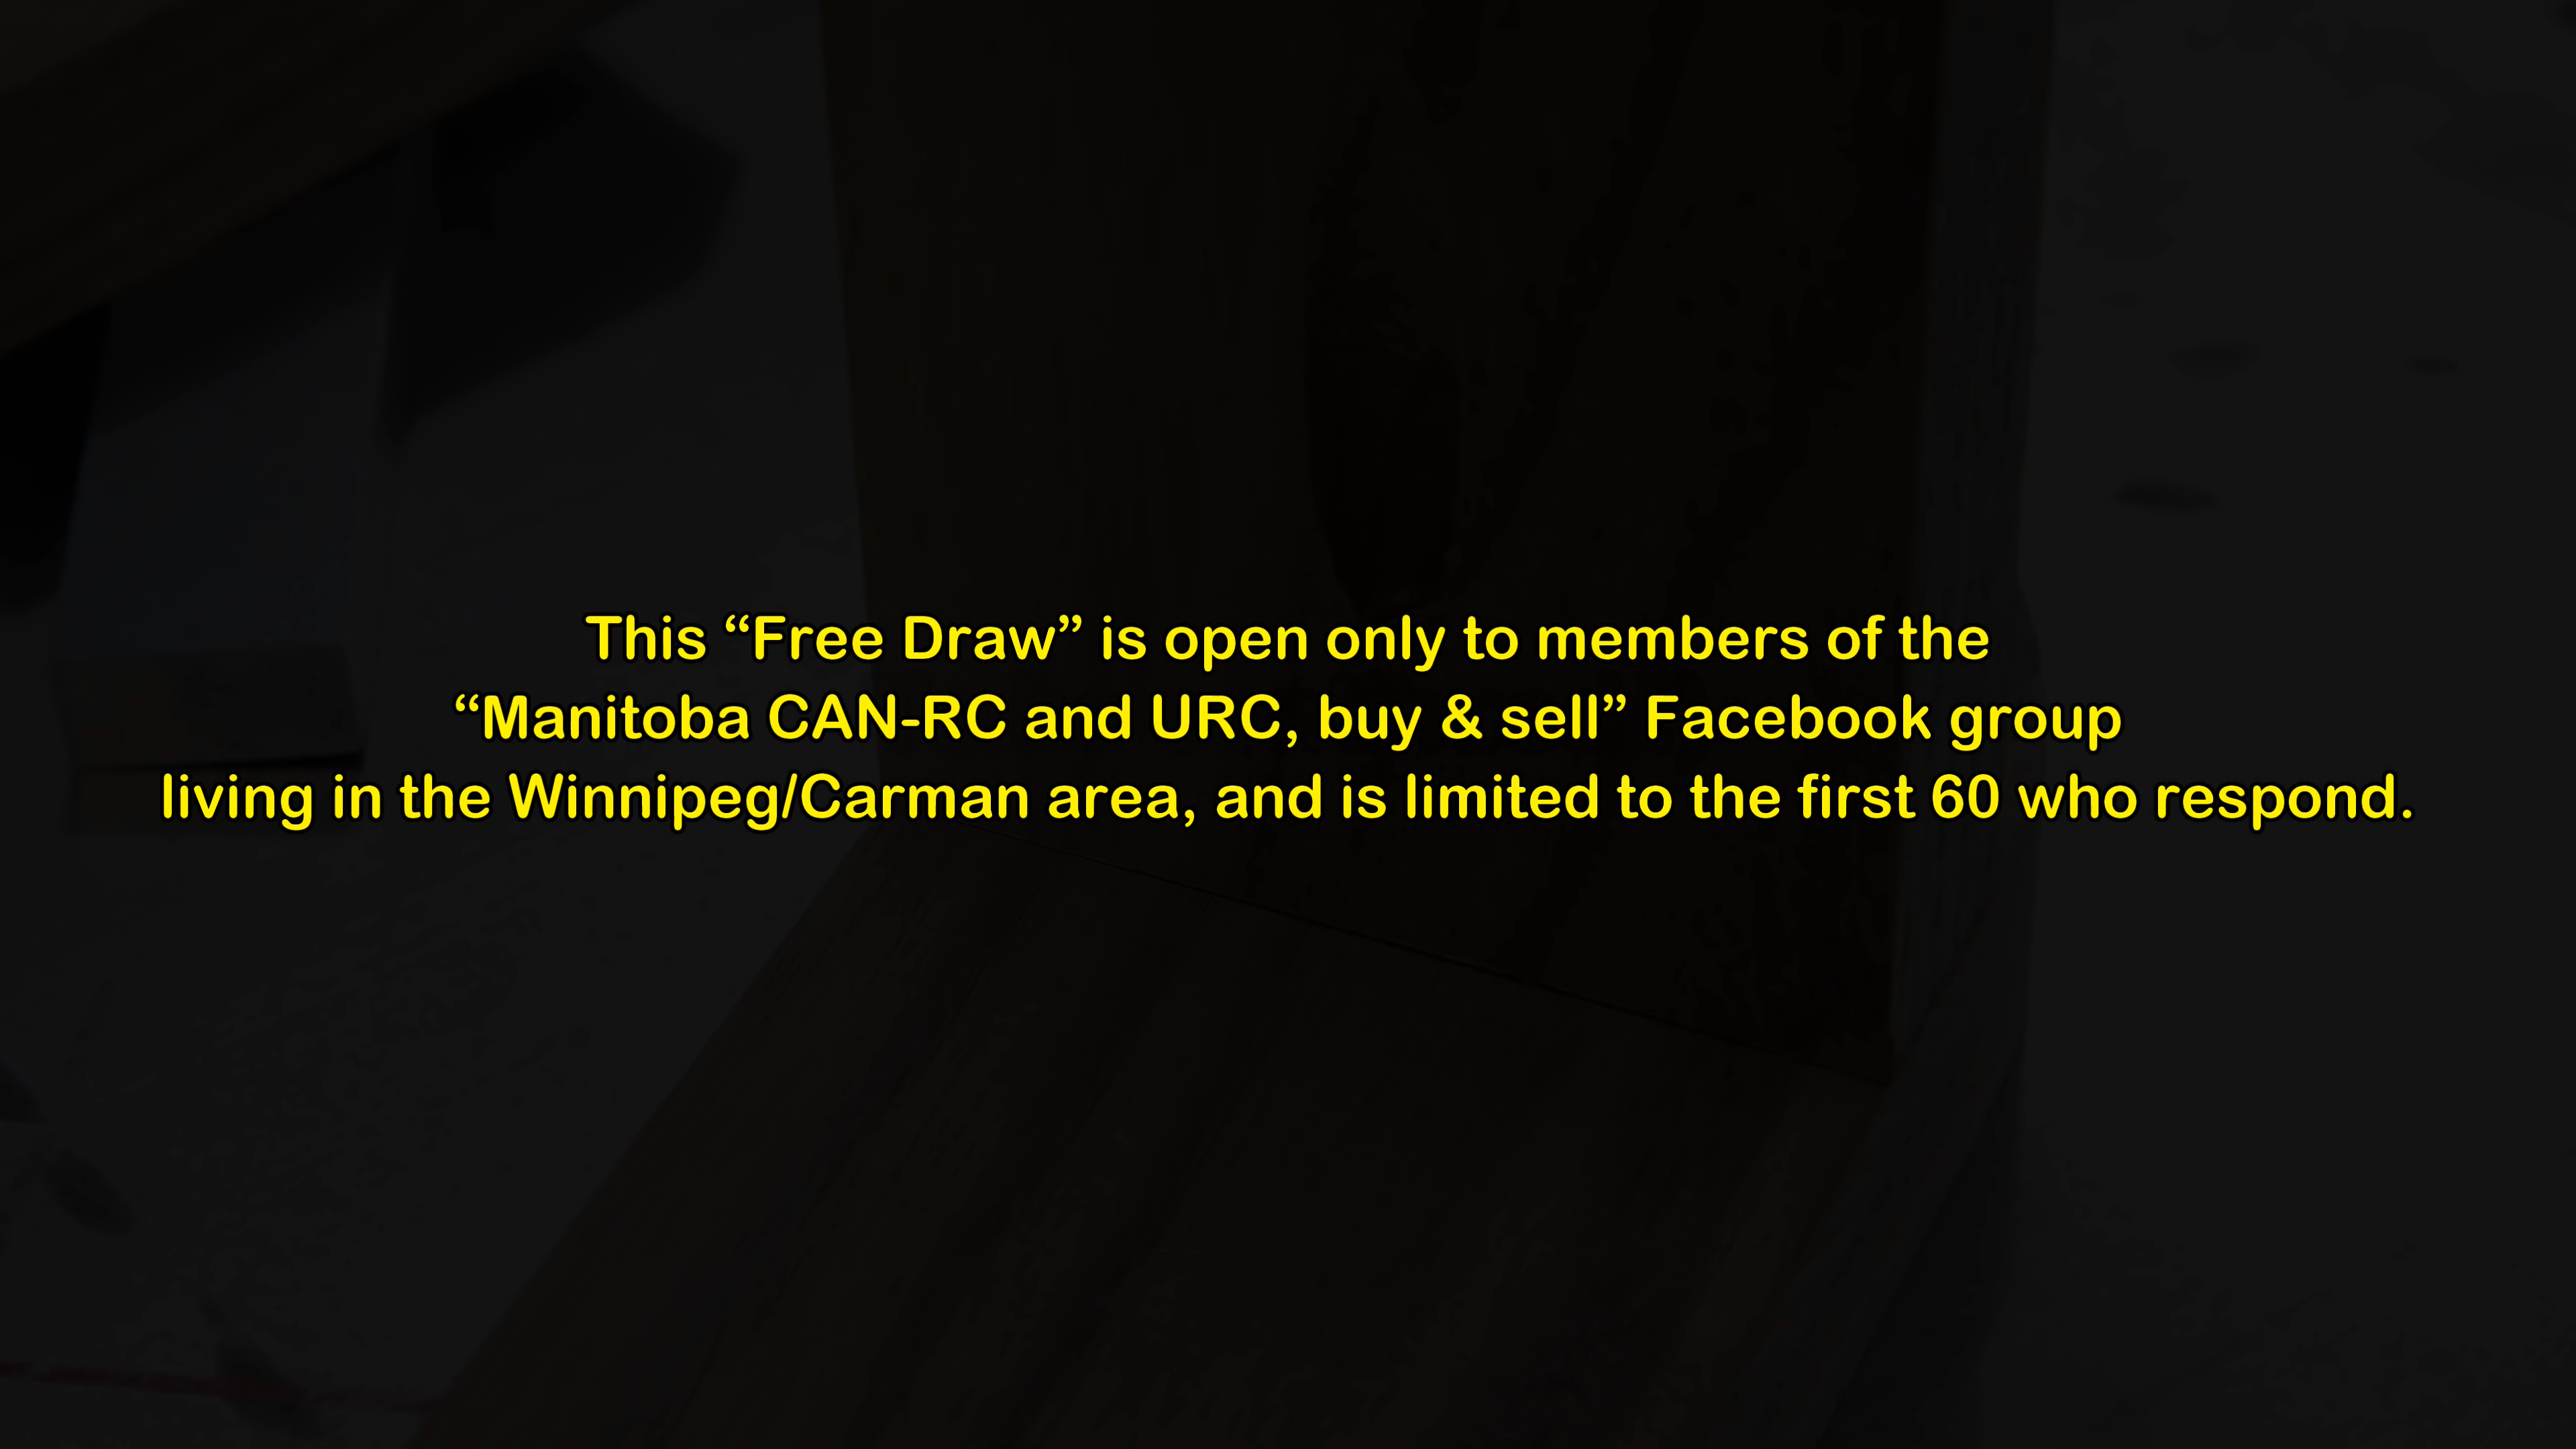 This “Free Draw” is open only to members of the
“Manitoba CAN-RC and URC, buy & sell” Facebook group
living in the Winnipeg/Carman area, and is limited to the first 60 who respond.